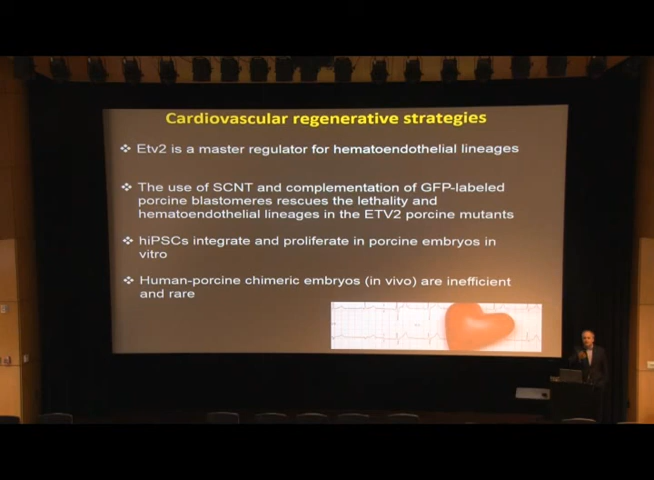 Cardiovascular regenerative strategies
❖ Etv2 is a master regulator for hematoendothelial lineages
❖ The use of SCNT and complementation of GFP-labeled
porcine blastomeres rescues the lethality and
hematoendothelial lineages in the ETV2 porcine mutants
❖ hiPSCs integrate and proliferate in porcine embryos in
vitro
❖ Human-porcine chimeric embryos (in vivo) are inefficient
and rare